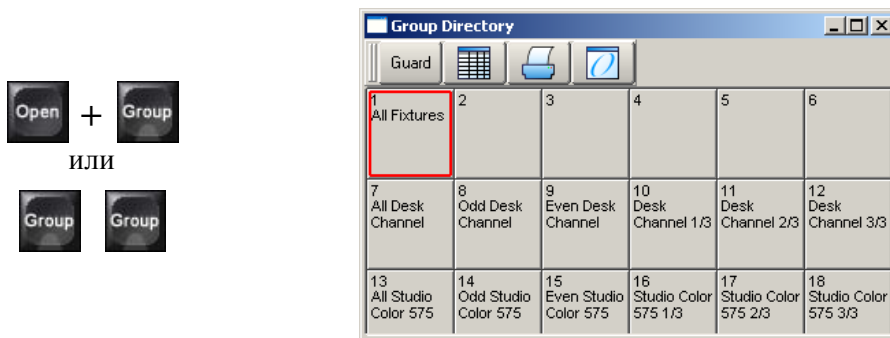 Open + Group
или
Group Group
Group Directory
Guard
1
All Fixtures
2
3
4
5
6
7
All Desk
Channel
8
Odd Desk
Channel
9
Even Desk
Channel
10
Desk
Channel 1/3
11
Desk
Channel 2/3
12
Desk
Channel 3/3
13
All Studio
Color 575
14
Odd Studio
Color 575
15
Even Studio
Color 575
16
Studio Color
575 1/3
17
Studio Color
575 2/3
18
Studio Color
575 3/3